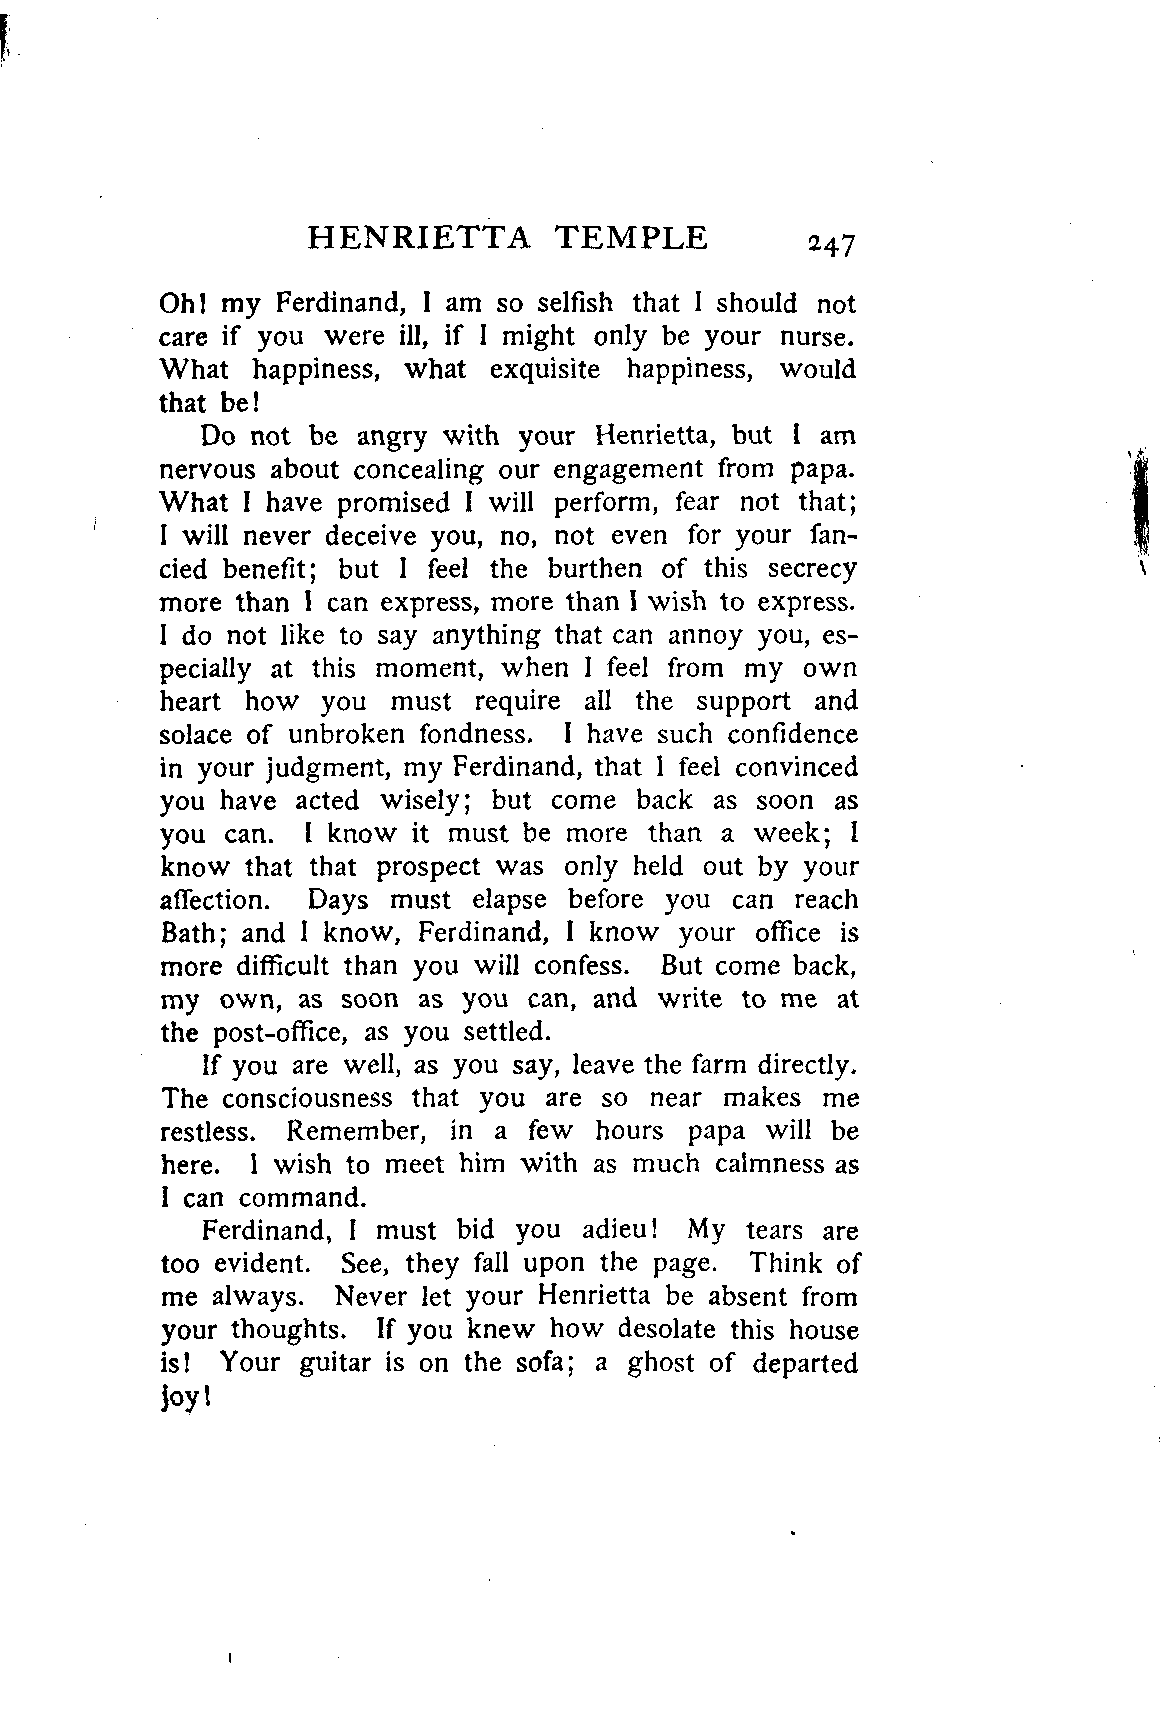 HENRIETTA TEMPLE 247
Oh! my Ferdinand, I am so selfish that I should not
care if you were ill, if I might only be your nurse.
What happiness, what exquisite happiness, would
that be!
Do not be angry with your Henrietta, but I am
nervous about concealing our engagement from papa.
What I have promised I will perform, fear not that;
I will never deceive you, no, not even for your fan-
cied benefit; but I feel the burthen of this secrecy
more than I can express, more than I wish to express.
I do not like to say anything that can annoy you, es-
pecially at this moment, when I feel from my own
heart how you must require all the support and
solace of unbroken fondness. I have such confidence
in your judgment, my Ferdinand, that I feel convinced
you have acted wisely; but come back as soon as
you can. I know it must be more than a week; I
know that that prospect was only held out by your
affection. Days must elapse before you can reach
Bath; and I know, Ferdinand, I know your office is
more difficult than you will confess. But come back,
my own, as soon as you can, and write to me at
the post-office, as you settled.
If you are well, as you say, leave the farm directly.
The consciousness that you are so near makes me
restless. Remember, in a few hours papa will be
here. I wish to meet him with as much calmness as
I can command.
Ferdinand, I must bid you adieu! My tears are
too evident. See, they fall upon the page. Think of
me always. Never let your Henrietta be absent from
your thoughts. If you knew how desolate this house
is! Your guitar is on the sofa; a ghost of departed
joy!